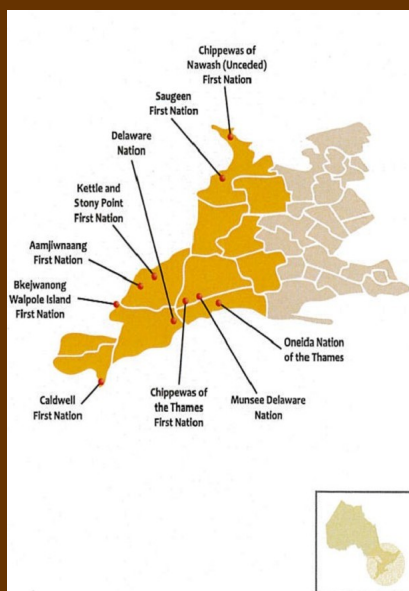 Chippewas of
Nawash (Unceded)
First Nation
Saugeen
First Nation
Delaware
Nation
Kettle and
Stony Point
First Nation
Aamjiwnaang
First Nation
Bkejwanong
Walpole Island
First Nation
Oneida Nation
of the Thames
Caldwell
First Nation
Chippewas of
the Thames
First Nation
Munsee Delaware
Nation